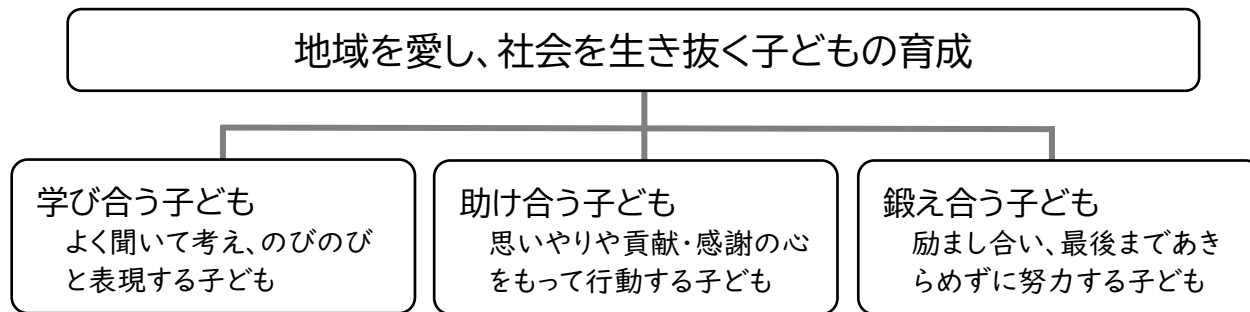 地域を愛し、社会を生き抜く子どもの育成
学び合う子ども
よく聞いて考え、のびのび
と表現する子ども
助け合う子ども
思いやりや貢献・感謝の心
をもって行動する子ども
鍛え合う子ども
励まし合い、最後まであき
らめずに努力する子ども